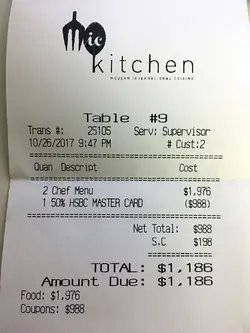 Mic
kitchen
MODERN INTERNATIONAL CUISINE
Table #9
Trans #: 25105 Serv: Supervisor
10/26/2017 9:47 PM # Cust:2
Quan Descript Cost
2 Chef Menu $1,976
1 50% HSBC MASTER CARD ($988)
Net Total: $988
S.C $198
TOTAL: $1,186
Amount Due: $1,186
Food: $1,976
Coupons: $988